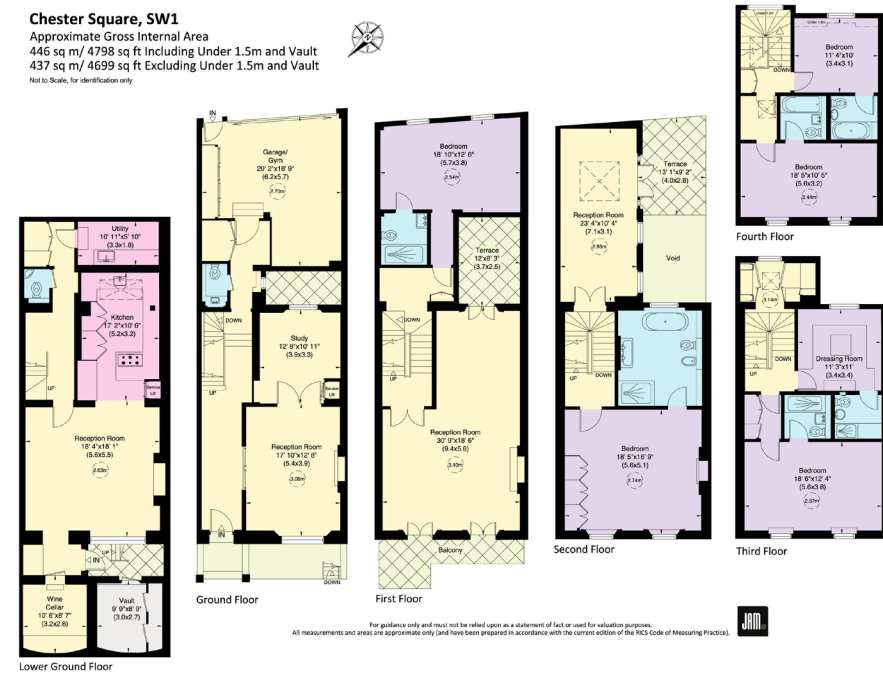 Chester Square, SW1
Approximate Gross Internal Area
446 sq m/ 4798 sq ft Including Under 1.5m and Vault
437 sq m/ 4699 sq ft Excluding Under 1.5m and Vault
Not to Scale, for identification only
Utility
10' 11"x5' 10"
(3.3x1.8)
Kitchen
17' 2"x10' 6"
(5.2x3.2)
Service
Lift
UP
Reception Room
18' 4"x18' 1"
(5.6x5.5)
2.63m
UP
IN
Wine
Cellar
10' 6"x8' 7"
(3.2x2.6)
Vault
9' 9"x8' 9"
(3.0x2.7)
Lower Ground Floor
IN
Garage/
Gym
20' 2"x18' 9"
(6.2x5.7)
2.70m
DOWN
Study
12' 8"x10' 11"
(3.9x3.3)
UP
Service
Lift
Reception Room
17' 10"x12' 8"
(5.4x3.9)
3.08m
IN
DOWN
Ground Floor
Bedroom
18' 10"x12' 6"
(5.7x3.8)
2.54m
Terrace
12'x8' 3"
(3.7x2.5)
DOWN
UP
Reception Room
30' 9"x18' 6"
(9.4x5.6)
3.43m
Balcony
First Floor
Terrace
13' 1"x9' 2"
(4.0x2.8)
Reception Room
23' 4"x10' 4"
(7.1x3.1)
2.93m
Void
UP
DOWN
Bedroom
18' 5"x16' 9"
(5.6x5.1)
2.74m
Second Floor
Under 1.5m
Under 1.5m
Bedroom
11' 4"x10'
(3.4x3.1)
DOWN
Bedroom
18' 5"x10' 5"
(5.6x3.2)
2.44m
Fourth Floor
3.14m
UP
DOWN
Dressing Room
11' 3"x11'
(3.4x3.4)
Bedroom
18' 6"x12' 4"
(5.6x3.8)
2.57m
Third Floor
For guidance only and must not be relied upon as a statement of fact or used for valuation purposes.
All measurements and areas are approximate only (and have been prepared in accordance with the current edition of the RICS Code of Measuring Practice).
JAM